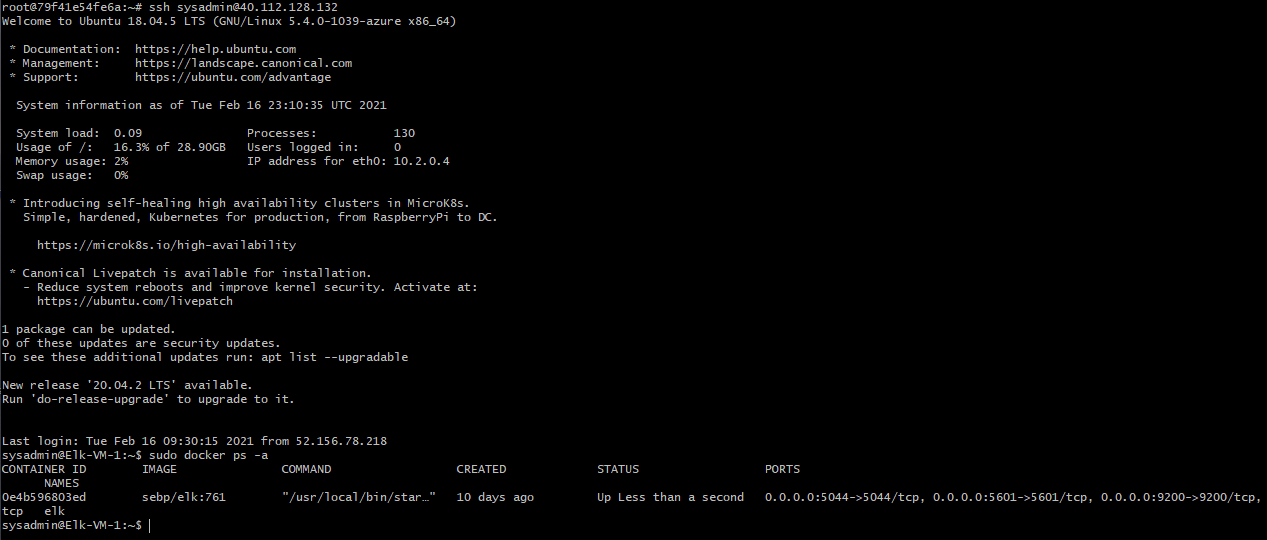 root@79f41e54fe6a:~# ssh sysadmin@40.112.128.132
Welcome to Ubuntu 18.04.5 LTS (GNU/Linux 5.4.0-1039-azure x86_64)

 * Documentation:  https://help.ubuntu.com
 * Management:     https://landscape.canonical.com
 * Support:        https://ubuntu.com/advantage

  System information as of Tue Feb 16 23:10:35 UTC 2021

  System load:  0.09               Processes:           130
  Usage of /:   16.3% of 28.90GB   Users logged in:     0
  Memory usage: 2%                 IP address for eth0: 10.2.0.4
  Swap usage:   0%

 * Introducing self-healing high availability clusters in MicroK8s.
   Simple, hardened, Kubernetes for production, from RaspberryPi to DC.

     https://microk8s.io/high-availability

 * Canonical Livepatch is available for installation.
   - Reduce system reboots and improve kernel security. Activate at:
     https://ubuntu.com/livepatch

1 package can be updated.
0 of these updates are security updates.
To see these additional updates run: apt list --upgradable

New release '20.04.2 LTS' available.
Run 'do-release-upgrade' to upgrade to it.


Last login: Tue Feb 16 09:30:15 2021 from 52.156.78.218
sysadmin@Elk-VM-1:~$ sudo docker ps -a
CONTAINER ID        IMAGE               COMMAND                  CREATED             STATUS                  PORTS
      NAMES
0e4b596803ed        sebp/elk:761        "/usr/local/bin/star…"   10 days ago         Up Less than a second   0.0.0.0:5044->5044/tcp, 0.0.0.0:5601->5601/tcp, 0.0.0.0:9200->9200/tcp,
tcp   elk
sysadmin@Elk-VM-1:~$